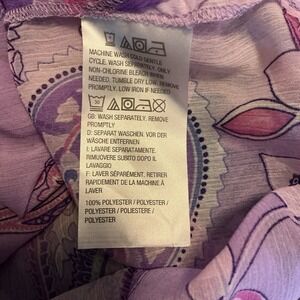 MACHINE WASH COLD GENTLE
CYCLE. WASH SEPARATELY. ONLY
NON-CHLORINE BLEACH WHEN
NEEDED. TUMBLE DRY LOW. REMOVE
PROMPTLY. LOW IRON IF NEEDED.
30
GB: WASH SEPARATELY. REMOVE
PROMPTLY
D: SEPARAT WASCHEN. VOR DER
WÄSCHE ENTFERNEN
I: LAVARE SEPARATAMENTE.
RIMUOVERE SUBITO DOPO IL
LAVAGGIO
F: LAVER SÉPARÉMENT. RETIRER
RAPIDEMENT DE LA MACHINE À
LAVER
100% POLYESTER / POLYESTER /
POLYESTER / POLIESTERE /
POLYESTER